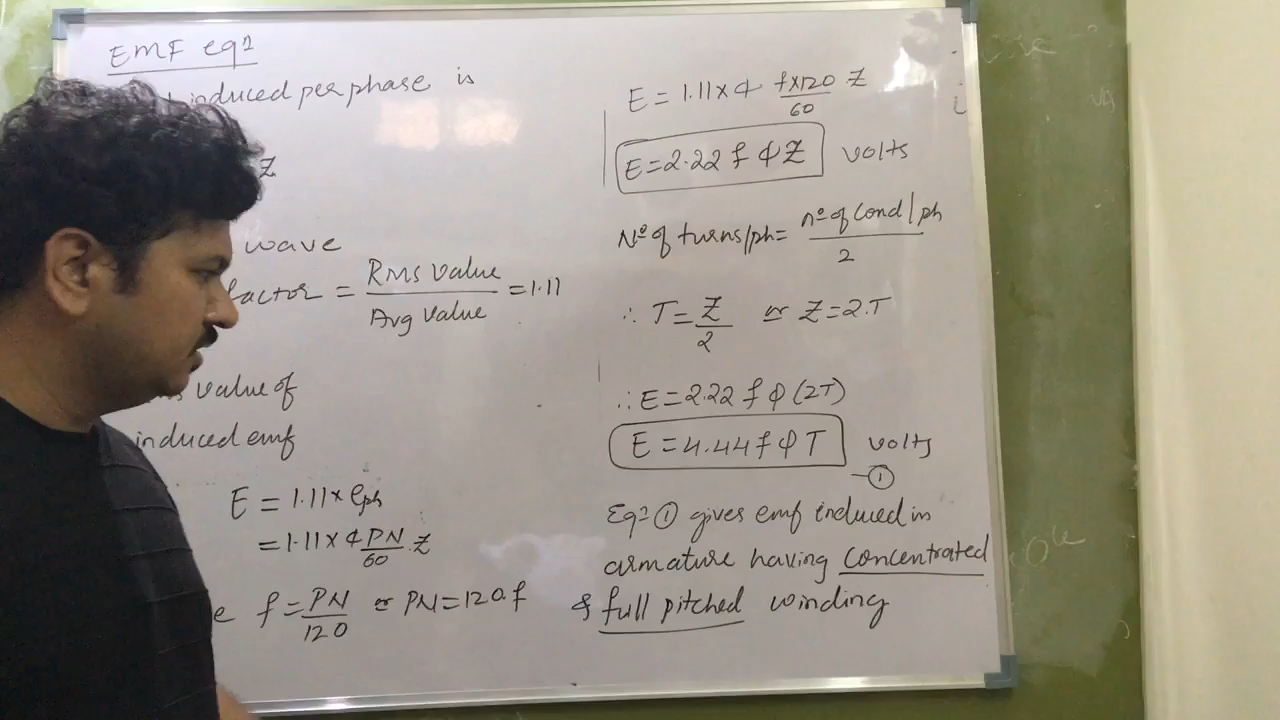 EMF eqn
induced per phase is
Z
wave
factor = Rms value / Avg value = 1.11
value of
induced emf
E = 1.11 × eph
= 1.11 × φ PN/60 . Z
f = PN/120 or PN = 120.f
E = 1.11 × φ f×120/60 Z
E = 2.22 f φ Z volts
No of turns/ph = no of Cond/ph / 2
∴ T = Z/2 or Z = 2.T
∴ E = 2.22 f φ (2T)
E = 4.44 f φ T volts
—①
Eqn ① gives emf induced in
armature having concentrated
& full pitched winding